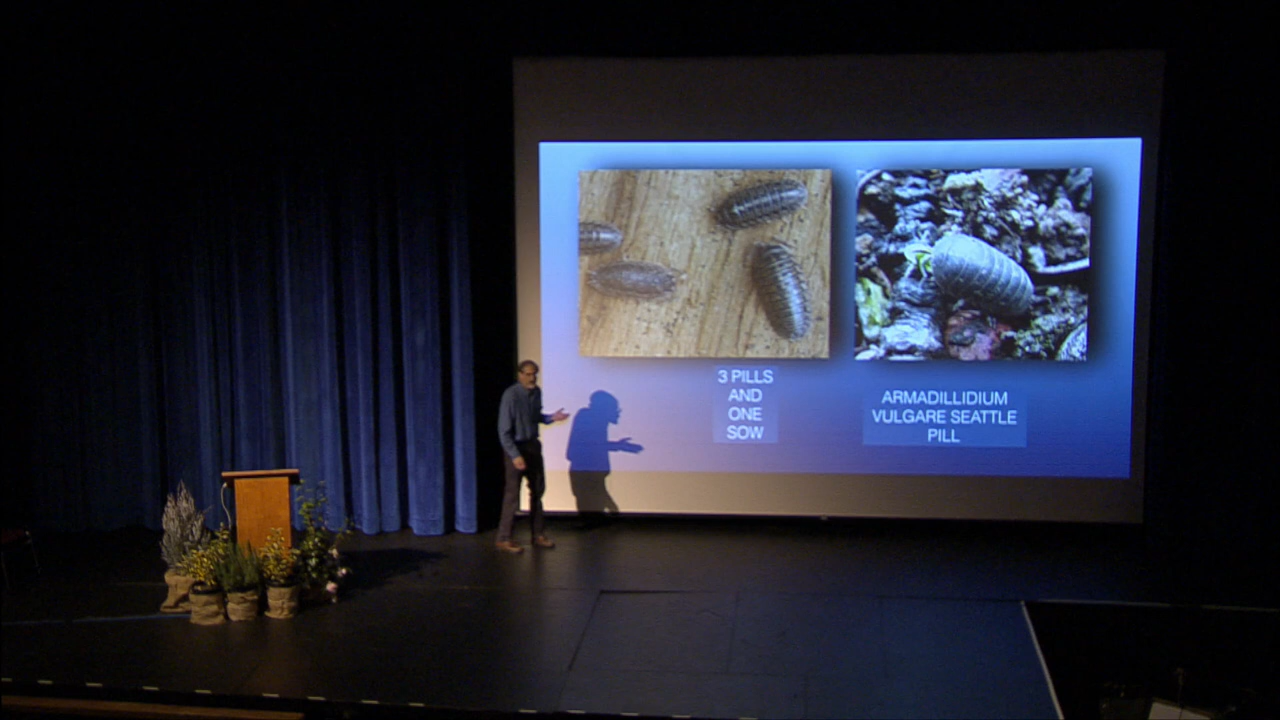 3 PILLS
AND
ONE
SOW
ARMADILLIDIUM
VULGARE SEATTLE
PILL